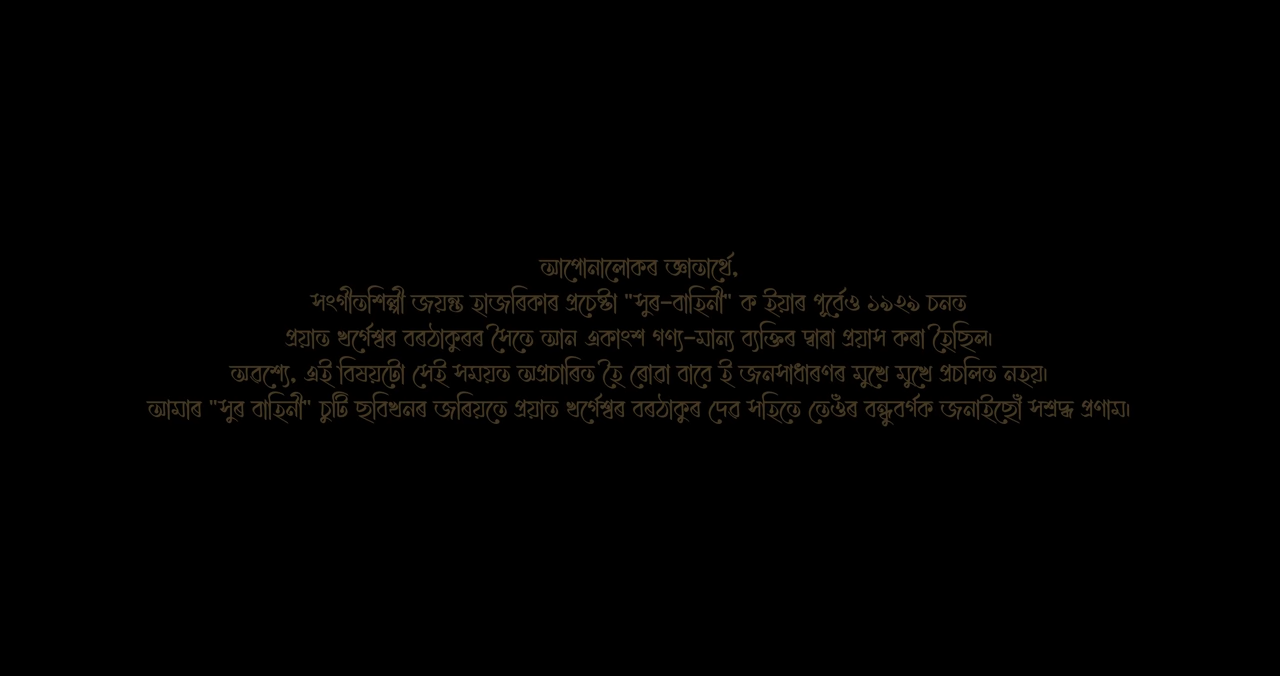 আপোনালোকৰ জ্ঞাতাৰ্থে,
সংগীতশিল্পী জয়ন্ত হাজৰিকাৰ প্ৰচেষ্টা "সুৰ-বাহিনী" ক ইয়াৰ পূৰ্বেও ১৯২৯ চনত
প্ৰয়াত খৰ্গেশ্বৰ বৰঠাকুৰৰ সৈতে আন একাংশ গণ্য-মান্য ব্যক্তিৰ দ্বাৰা প্ৰয়াস কৰা হৈছিল।
অৱশ্যে, এই বিষয়টো সেই সময়ত অপ্ৰচাৰিত হৈ ৰোৱা বাবে ই জনসাধাৰণৰ মুখে মুখে প্ৰচলিত নহয়।
আমাৰ "সুৰ বাহিনী" চুটি ছবিখনৰ জৰিয়তে প্ৰয়াত খৰ্গেশ্বৰ বৰঠাকুৰ দেৱ সহিতে তেওঁৰ বন্ধুবৰ্গক জনাইছোঁ সশ্ৰদ্ধ প্ৰণাম।